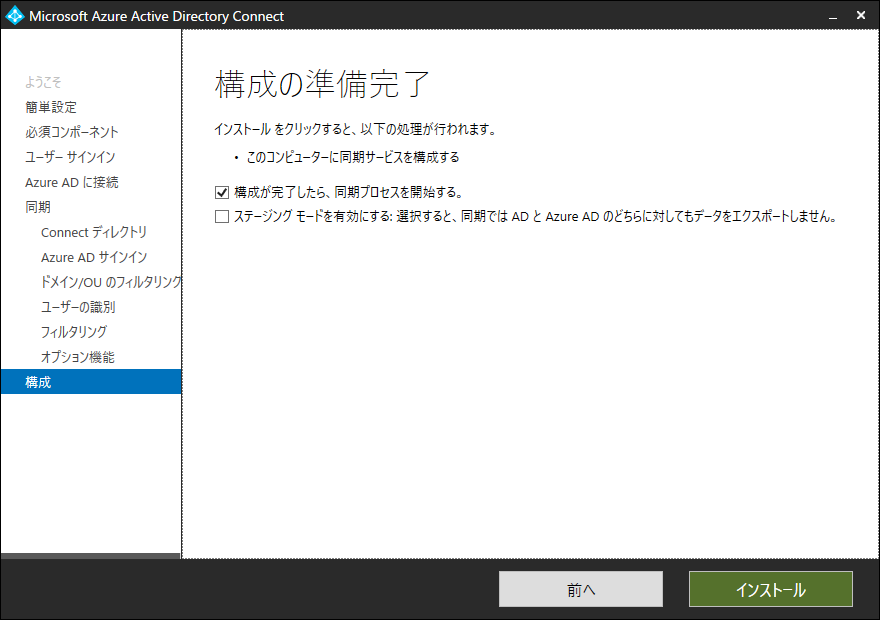 Microsoft Azure Active Directory Connect
ようこそ
簡単設定
必須コンポーネント
ユーザー サインイン
Azure AD に接続
同期
Connect ディレクトリ
Azure AD サインイン
ドメイン/OU のフィルタリング
ユーザーの識別
フィルタリング
オプション機能
構成
構成の準備完了
インストール をクリックすると、以下の処理が行われます。
• このコンピューターに同期サービスを構成する
構成が完了したら、同期プロセスを開始する。
ステージング モードを有効にする: 選択すると、同期では AD と Azure AD のどちらに対してもデータをエクスポートしません。
前へ
インストール